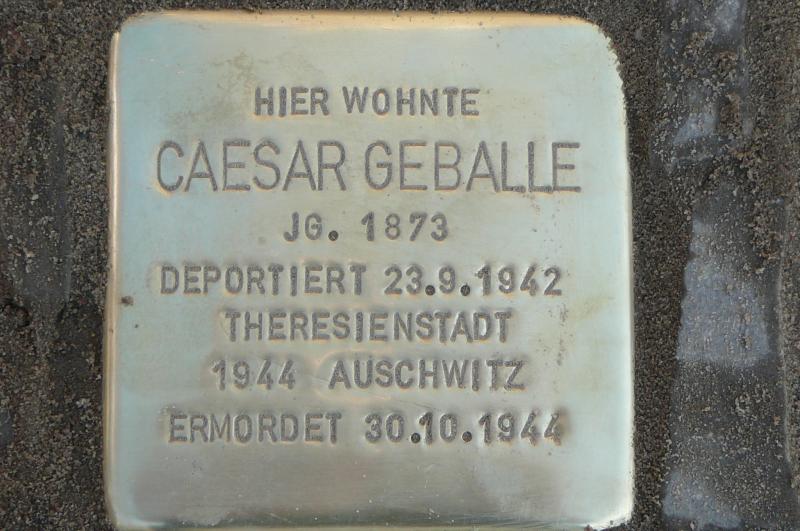 HIER WOHNTE
CAESAR GEBALLE
JG. 1873
DEPORTIERT 23.9.1942
THERESIENSTADT
1944 AUSCHWITZ
ERMORDET 30.10.1944